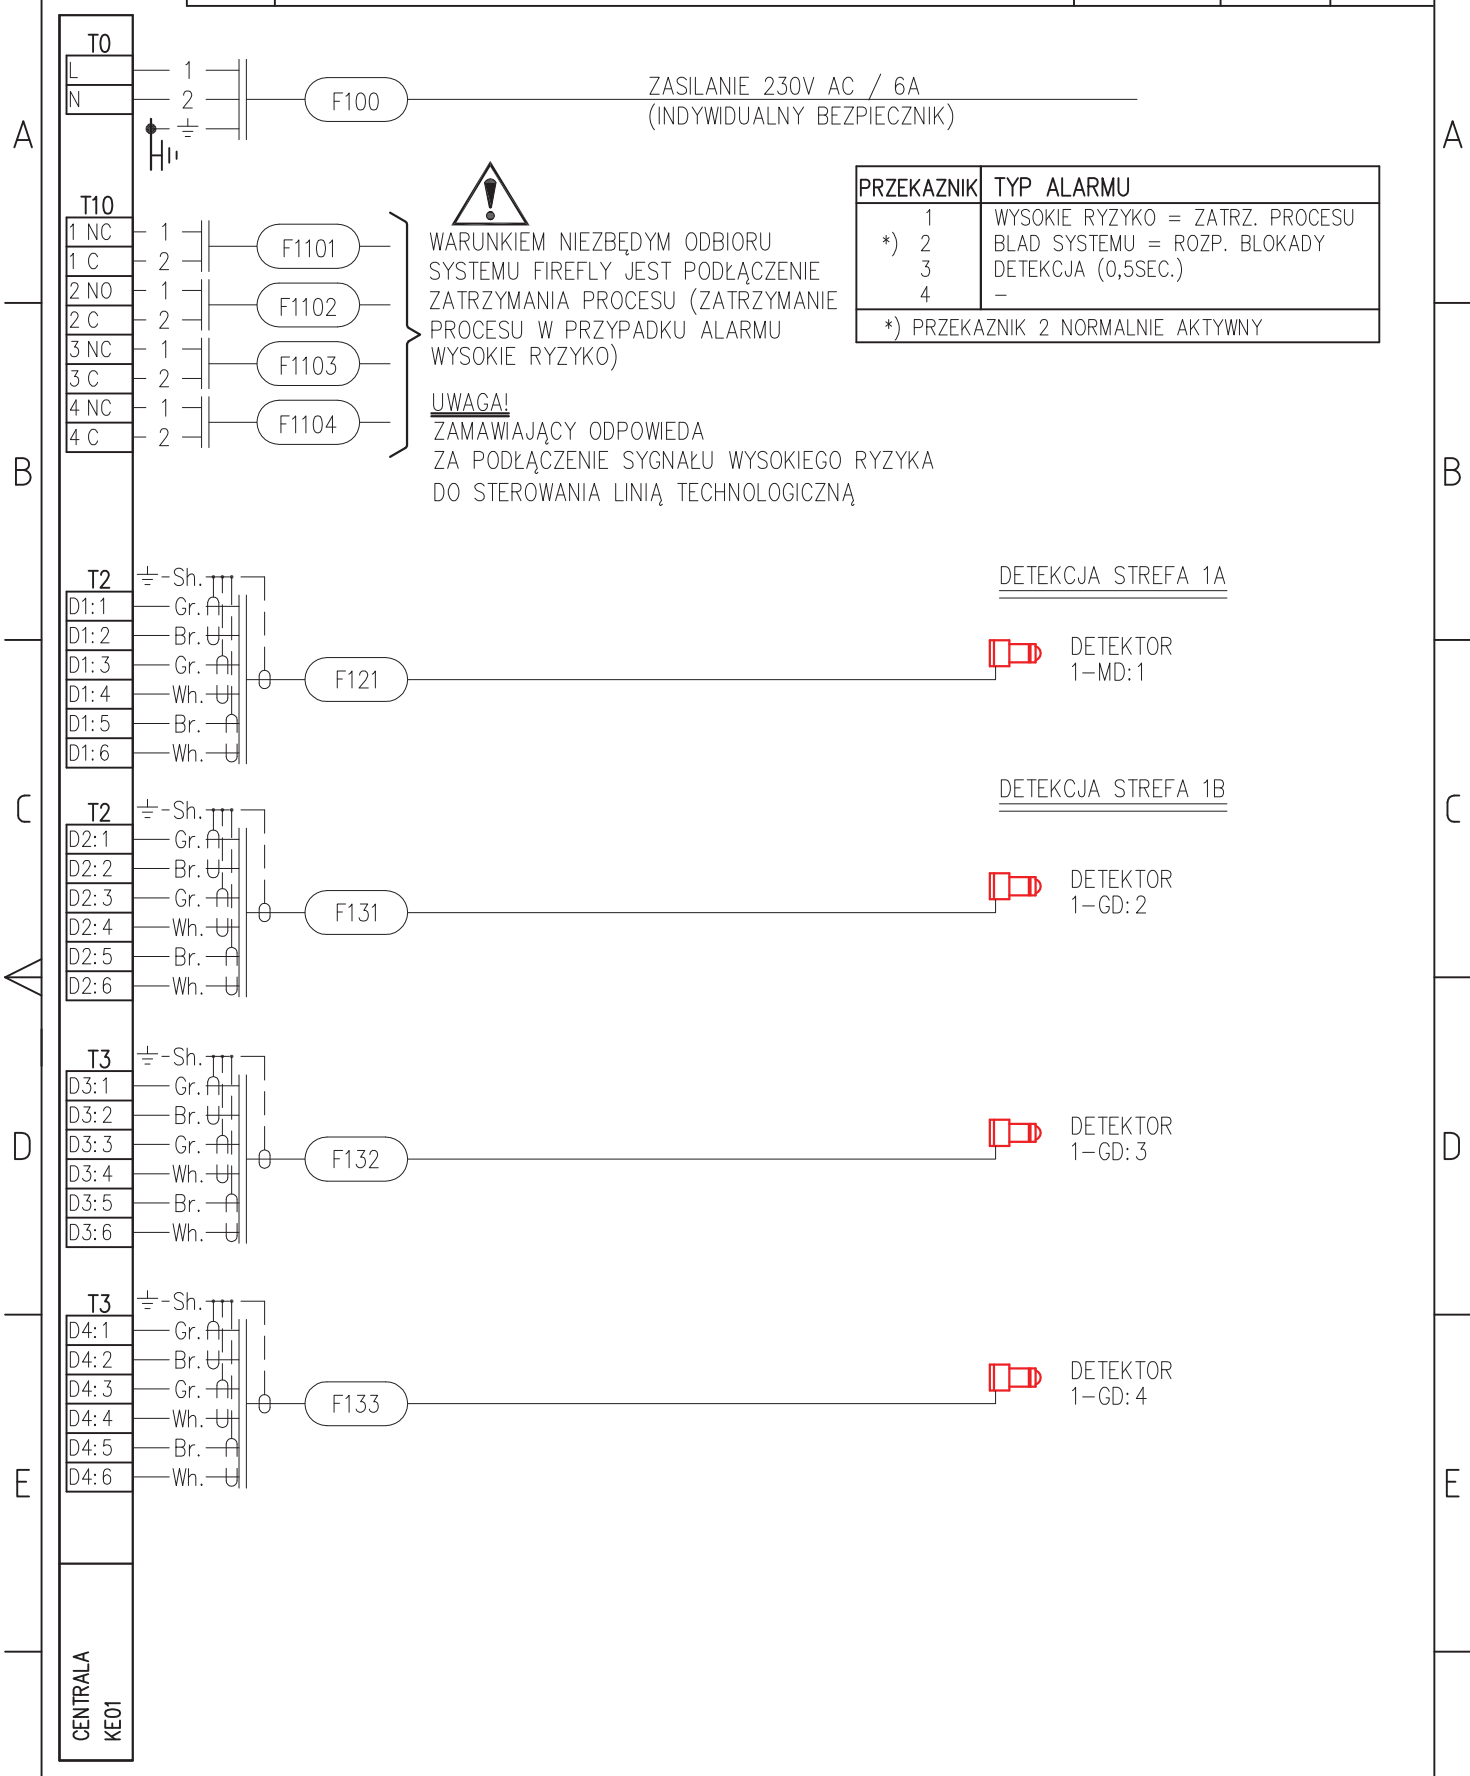 T0
L 1
N 2
F100
ZASILANIE 230V AC / 6A
(INDYWIDUALNY BEZPIECZNIK)
A
A
T10
1 NC 1
1 C 2
F1101
2 NO 1
2 C 2
F1102
3 NC 1
3 C 2
F1103
4 NC 1
4 C 2
F1104
WARUNKIEM NIEZBĘDYM ODBIORU
SYSTEMU FIREFLY JEST PODŁĄCZENIE
ZATRZYMANIA PROCESU (ZATRZYMANIE
PROCESU W PRZYPADKU ALARMU
WYSOKIE RYZYKO)
UWAGA!
ZAMAWIAJĄCY ODPOWIEDA
ZA PODŁĄCZENIE SYGNAŁU WYSOKIEGO RYZYKA
DO STEROWANIA LINIĄ TECHNOLOGICZNĄ
PRZEKAZNIK TYP ALARMU
1 WYSOKIE RYZYKO = ZATRZ. PROCESU
*) 2 BLAD SYSTEMU = ROZP. BLOKADY
3 DETEKCJA (0,5SEC.)
4 –
*) PRZEKAZNIK 2 NORMALNIE AKTYWNY
B
B
T2 Sh.
D1:1 Gr.
D1:2 Br.
D1:3 Gr.
D1:4 Wh.
D1:5 Br.
D1:6 Wh.
F121
DETEKCJA STREFA 1A
DETEKTOR
1–MD:1
C
C
T2 Sh.
D2:1 Gr.
D2:2 Br.
D2:3 Gr.
D2:4 Wh.
D2:5 Br.
D2:6 Wh.
F131
DETEKCJA STREFA 1B
DETEKTOR
1–GD:2
D
D
T3 Sh.
D3:1 Gr.
D3:2 Br.
D3:3 Gr.
D3:4 Wh.
D3:5 Br.
D3:6 Wh.
F132
DETEKTOR
1–GD:3
T3 Sh.
D4:1 Gr.
D4:2 Br.
D4:3 Gr.
D4:4 Wh.
D4:5 Br.
D4:6 Wh.
F133
DETEKTOR
1–GD:4
E
E
CENTRALA
KE01